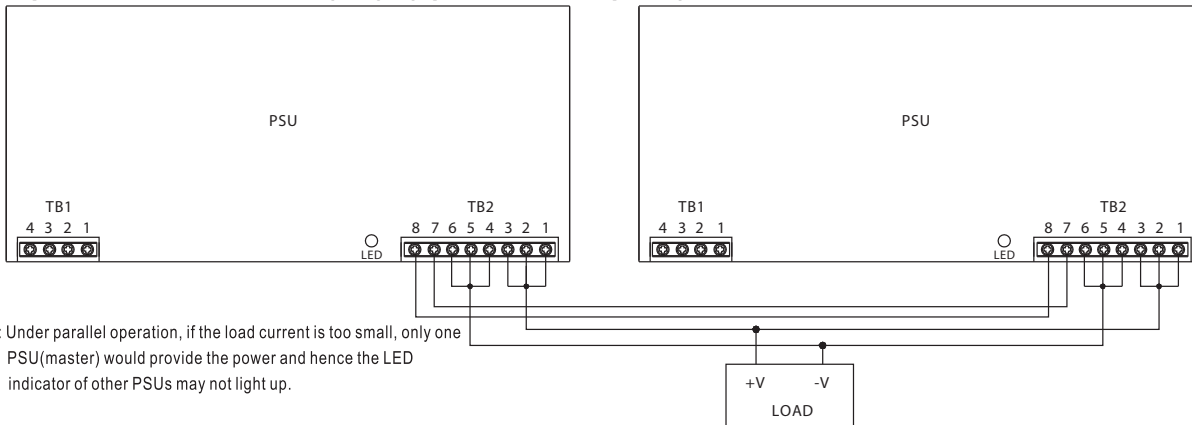 PSU
PSU
TB1
4 3 2 1
LED
TB2
8 7 6 5 4 3 2 1
TB1
4 3 2 1
LED
TB2
8 7 6 5 4 3 2 1
: Under parallel operation, if the load current is too small, only one
PSU(master) would provide the power and hence the LED
indicator of other PSUs may not light up.
+V -V
LOAD